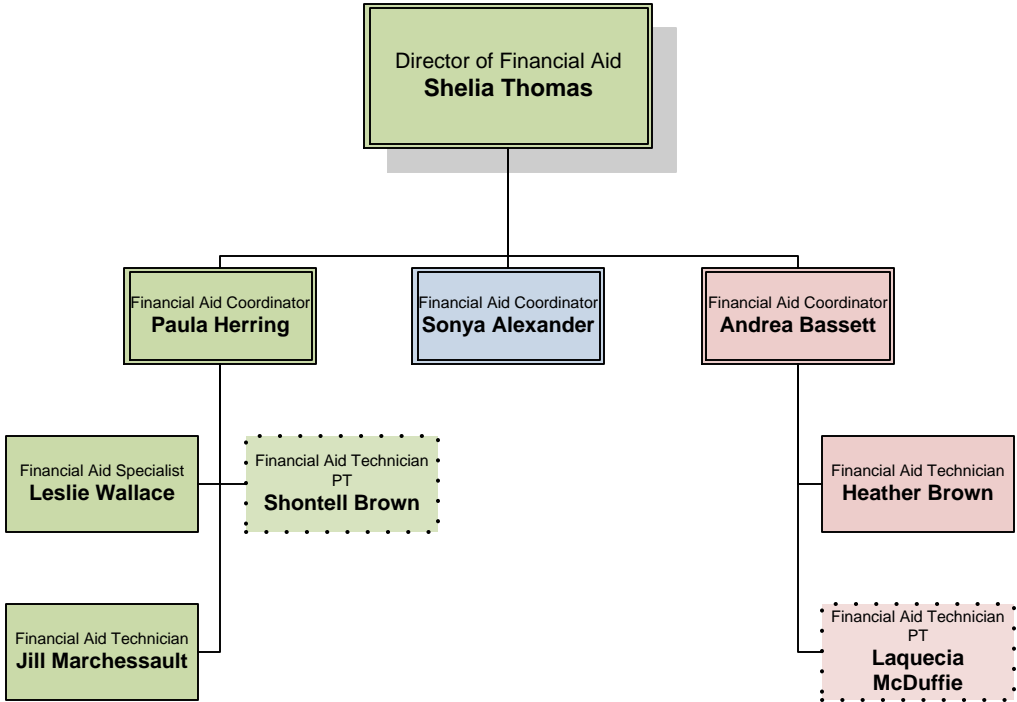 Director of Financial Aid
Shelia Thomas
Financial Aid Coordinator
Paula Herring
Financial Aid Coordinator
Sonya Alexander
Financial Aid Coordinator
Andrea Bassett
Financial Aid Specialist
Leslie Wallace
Financial Aid Technician
PT
Shontell Brown
Financial Aid Technician
Heather Brown
Financial Aid Technician
Jill Marchessault
Financial Aid Technician
PT
Laquecia
McDuffie